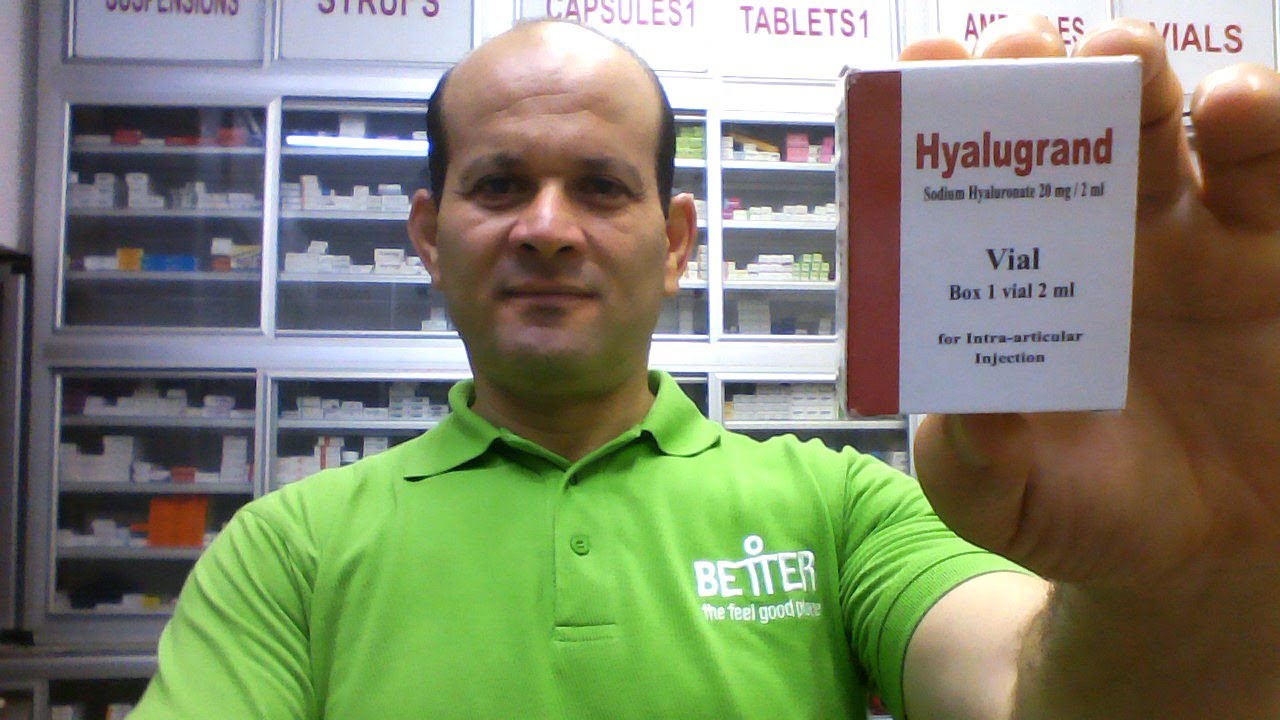 SUSPENSIONS
SYRUPS
CAPSULES1
TABLETS1
AMPOULES
VIALS
Hyalugrand
Sodium Hyaluronate 20 mg / 2 ml
Vial
Box 1 vial 2 ml
for Intra-articular
Injection
BETTER
the feel good place